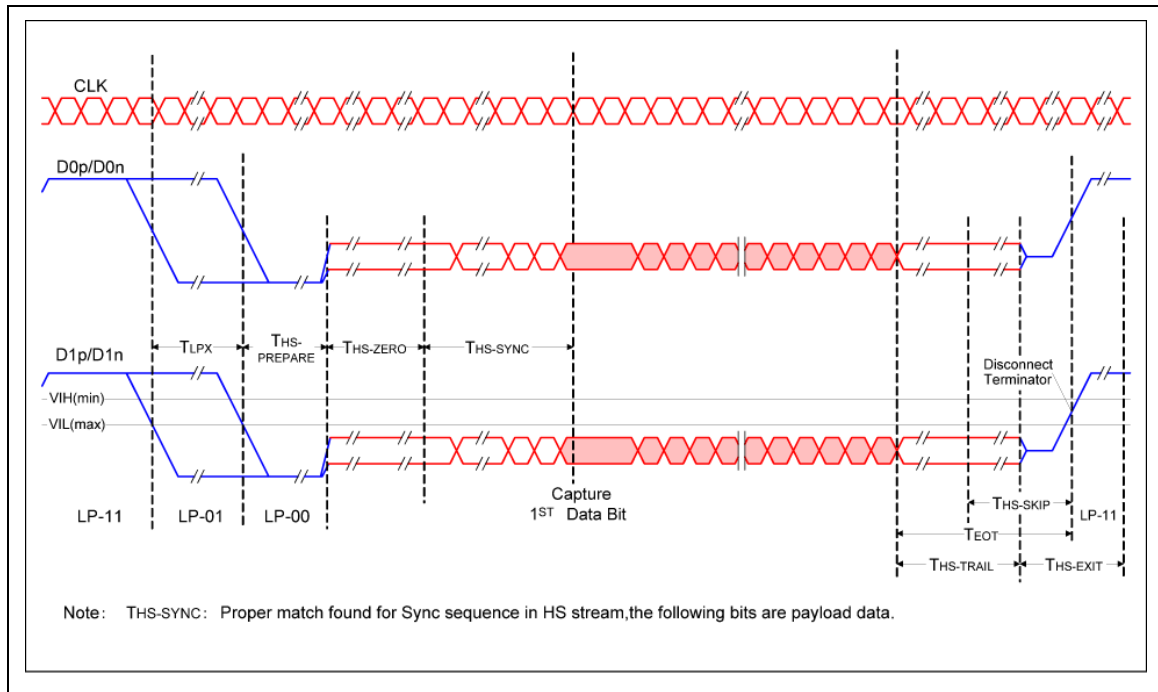 CLK
D0p/D0n
TLPX
THS-PREPARE
THS-ZERO
THS-SYNC
D1p/D1n
Disconnect
Terminator
VIH(min)
VIL(max)
Capture
1ST Data Bit
LP-11
LP-01
LP-00
THS-SKIP
LP-11
TEOT
THS-TRAIL
THS-EXIT
Note: THS-SYNC: Proper match found for Sync sequence in HS stream,the following bits are payload data.